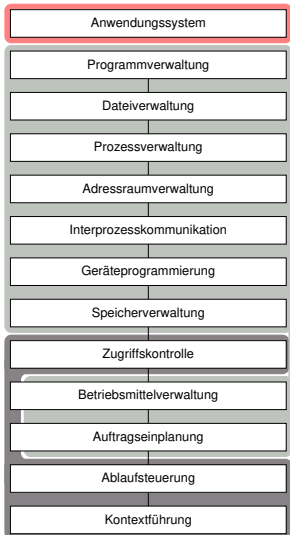 Anwendungssystem
Programmverwaltung
Dateiverwaltung
Prozessverwaltung
Adressraumverwaltung
Interprozesskommunikation
Geräteprogrammierung
Speicherverwaltung
Zugriffskontrolle
Betriebsmittelverwaltung
Auftragseinplanung
Ablaufsteuerung
Kontextführung